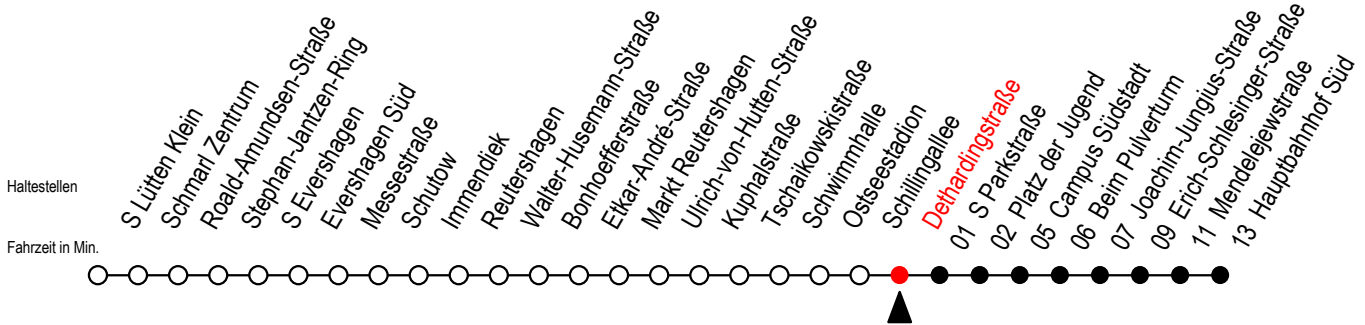 S Lütten Klein
Schmarl Zentrum
Roald-Amundsen-Straße
Stephan-Jantzen-Ring
S Evershagen
Evershagen Süd
Messestraße
Schutow
Immendiek
Reutershagen
Walter-Husemann-Straße
Bonhoefferstraße
Etkar-André-Straße
Markt Reutershagen
Ulrich-von-Hutten-Straße
Kuphalstraße
Tschaikowskistraße
Schwimmhalle
Ostseestadion
Schillingallee
Dethardingstraße
01 S Parkstraße
02 Platz der Jugend
05 Campus Südstadt
06 Beim Pulverturm
07 Joachim-Jungius-Straße
09 Erich-Schlesinger-Straße
11 Mendelejewstraße
13 Hauptbahnhof Süd
Haltestellen
Fahrzeit in Min.